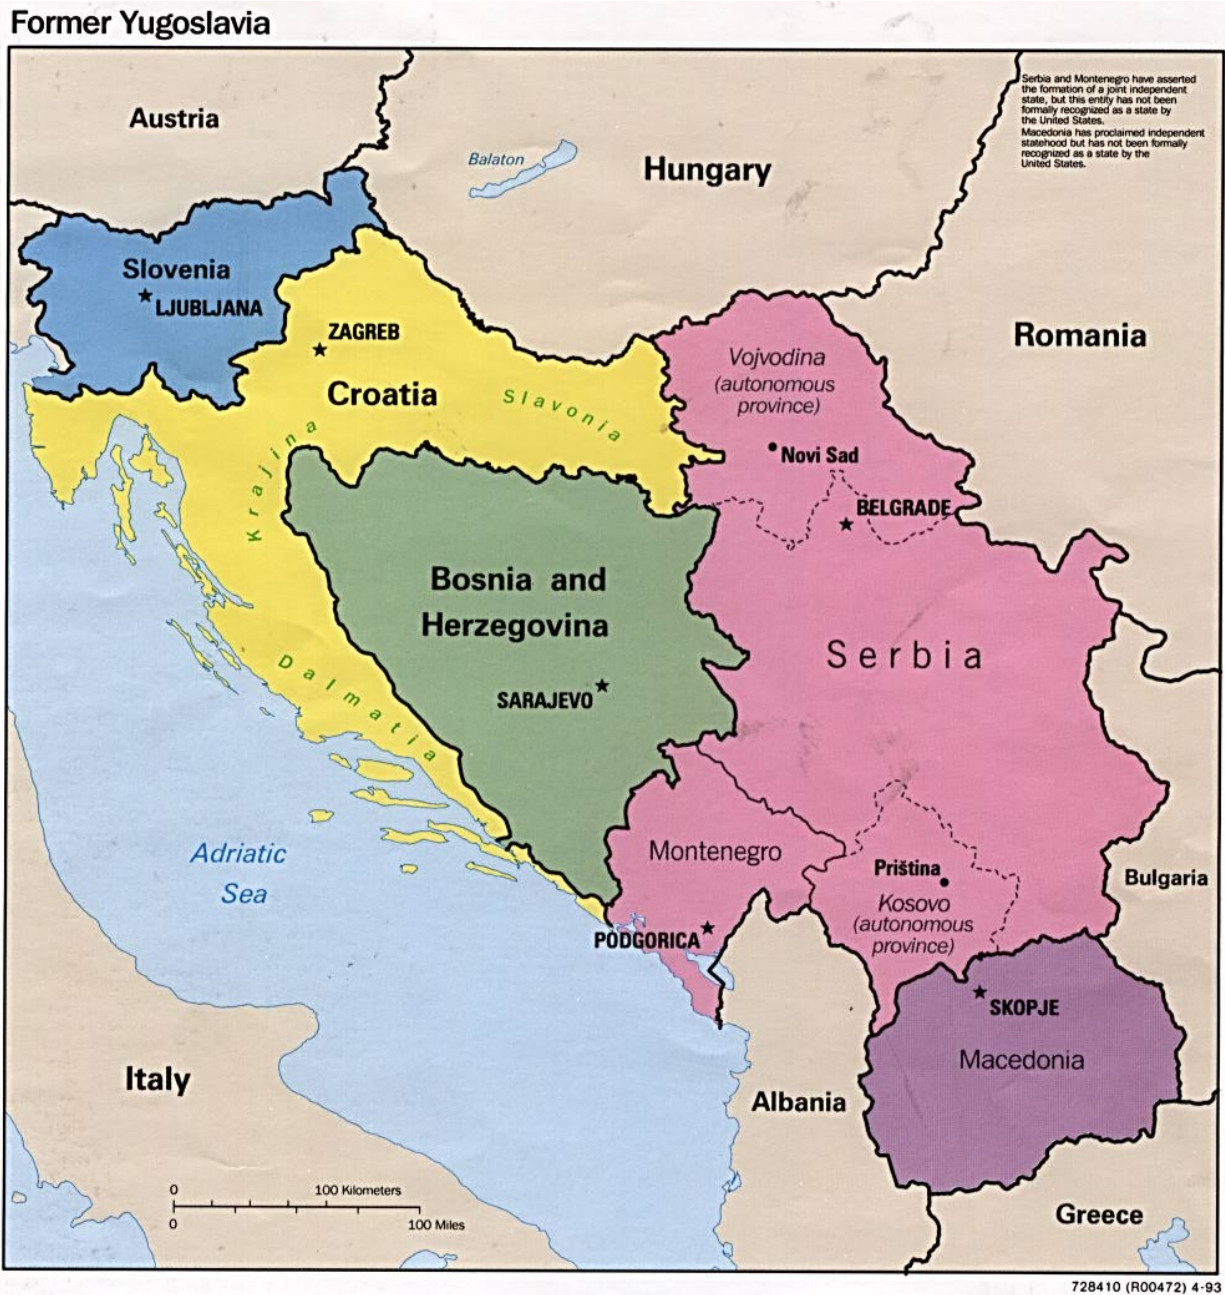 Former Yugoslavia
Serbia and Montenegro have asserted
the formation of a joint independent
state, but this entity has not been
formally recognized as a state by
the United States.
Macedonia has proclaimed independent
statehood but has not been formally
recognized as a state by the
United States.
Austria
Balaton
Hungary
Slovenia
LJUBLJANA
Romania
ZAGREB
Vojvodina
(autonomous
province)
Croatia
Slavonia
Krajina
Novi Sad
BELGRADE
Bosnia and
Herzegovina
Serbia
SARAJEVO
Dalmatia
Adriatic
Sea
Montenegro
Priština
Bulgaria
Kosovo
(autonomous
province)
PODGORICA
SKOPJE
Macedonia
Italy
Albania
0 100 Kilometers
0 100 Miles
Greece
728410 (R00472) 4-93